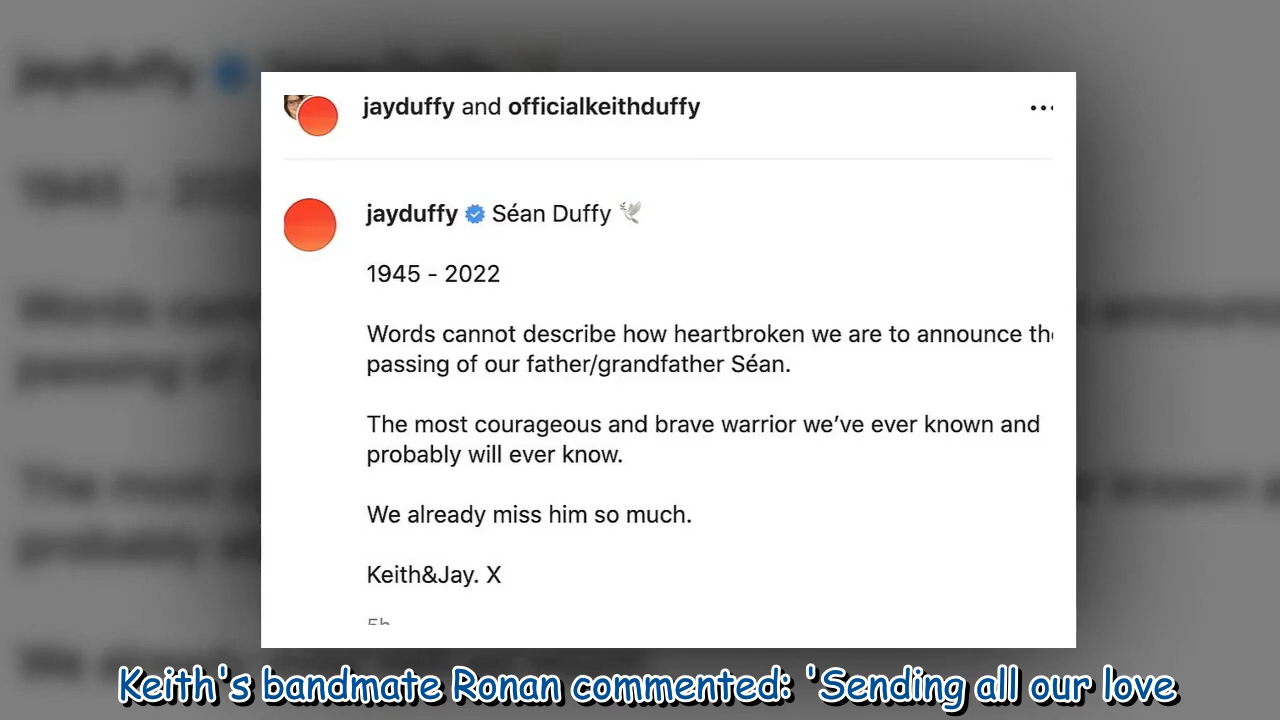 jayduffy and officialkeithduffy
jayduffy Séan Duffy 🕊
1945 - 2022
Words cannot describe how heartbroken we are to announce the
passing of our father/grandfather Séan.
The most courageous and brave warrior we’ve ever known and
probably will ever know.
We already miss him so much.
Keith&Jay. X
5h
Keith's bandmate Ronan commented: 'Sending all our love